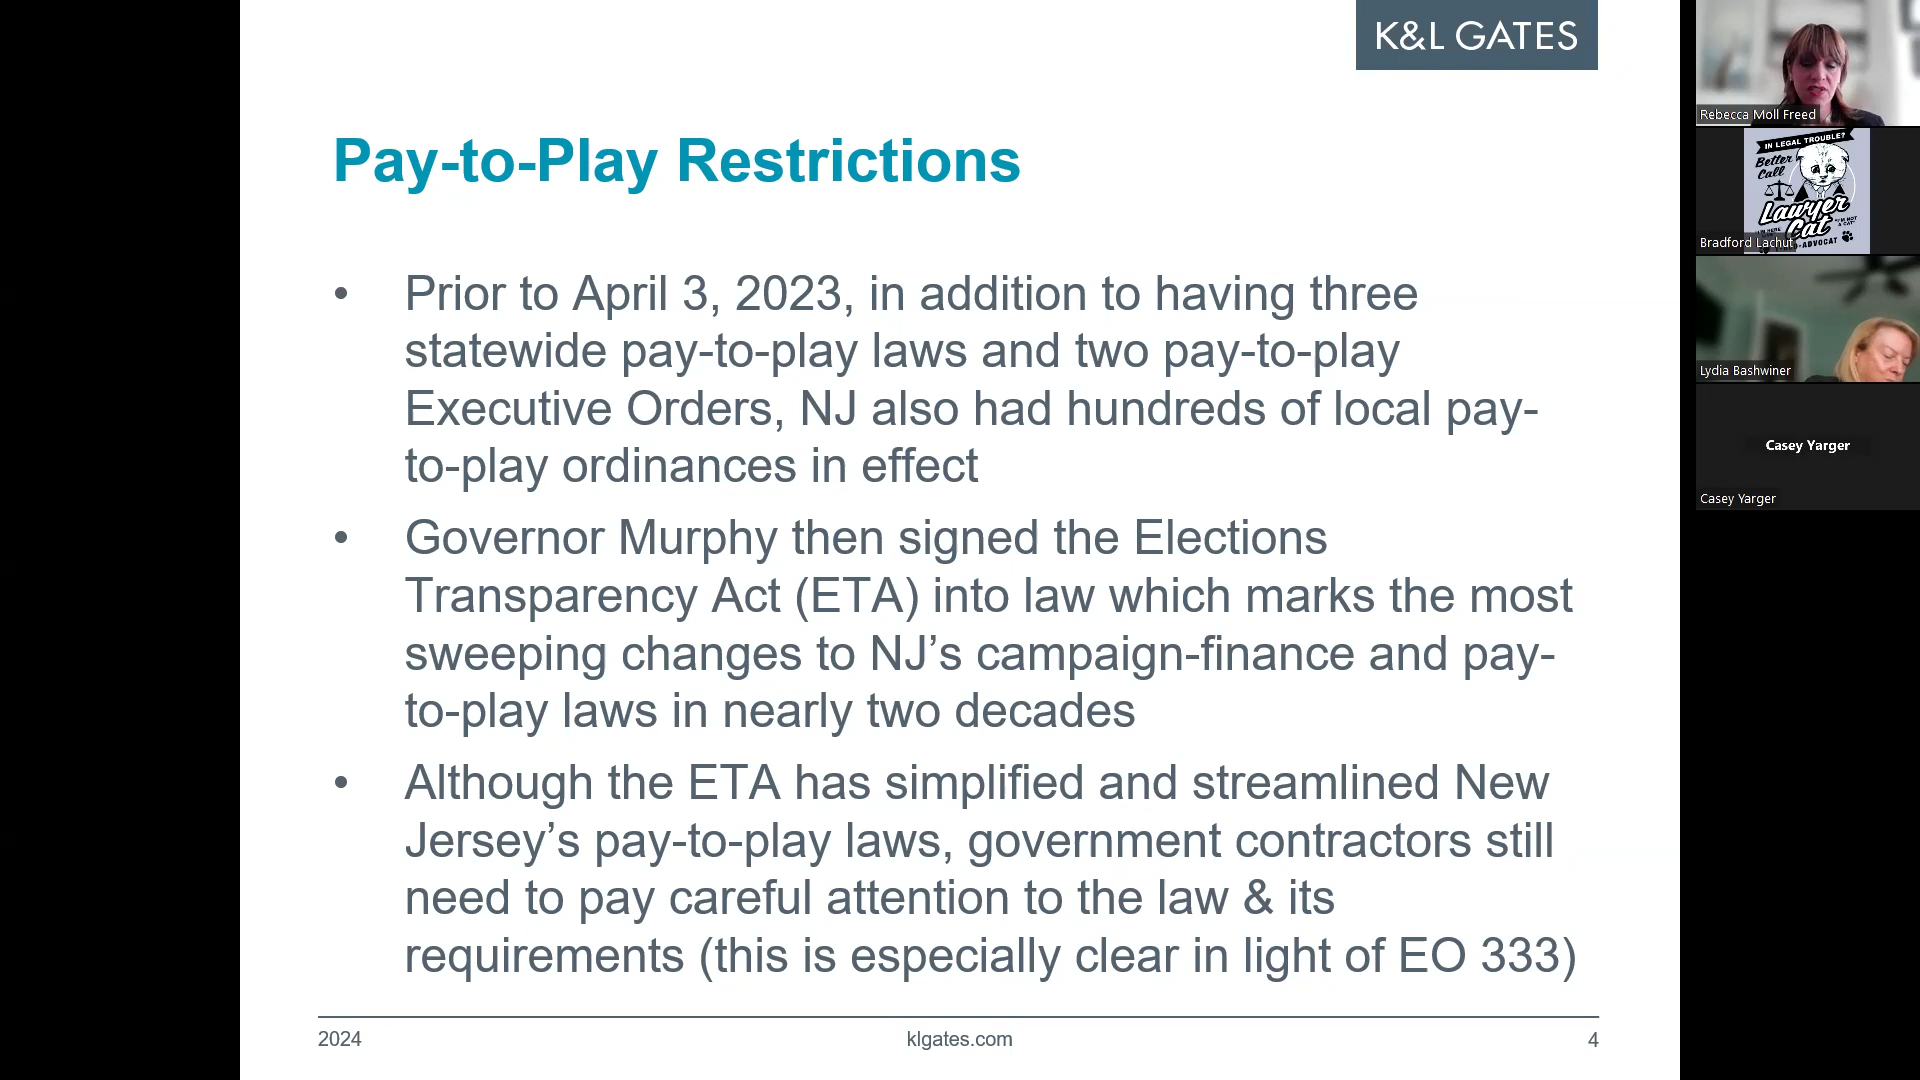 K&L GATES
Pay-to-Play Restrictions
• Prior to April 3, 2023, in addition to having three
statewide pay-to-play laws and two pay-to-play
Executive Orders, NJ also had hundreds of local pay-
to-play ordinances in effect
• Governor Murphy then signed the Elections
Transparency Act (ETA) into law which marks the most
sweeping changes to NJ’s campaign-finance and pay-
to-play laws in nearly two decades
• Although the ETA has simplified and streamlined New
Jersey’s pay-to-play laws, government contractors still
need to pay careful attention to the law & its
requirements (this is especially clear in light of EO 333)
2024
klgates.com
4
Rebecca Moll Freed
IN LEGAL TROUBLE?
Better
Call
Lawyer
Cat
-ADVOCAT
Bradford Lachut
Lydia Bashwiner
Casey Yarger
Casey Yarger